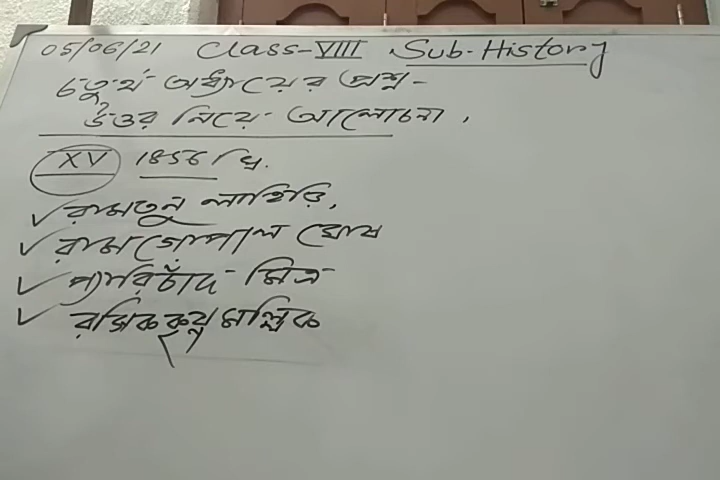 05/06/21 Class-VIII Sub-History
চতুর্থ অধ্যায়ের প্রশ্ন-
উত্তর নিয়ে আলোচনা,
XV 1856 খ্রি.
✓রামতনু লাহিড়ি,
✓রামগোপাল ঘোষ
✓প্যারিচাঁদ মিত্র
✓রসিককৃষ্ণ মল্লিক